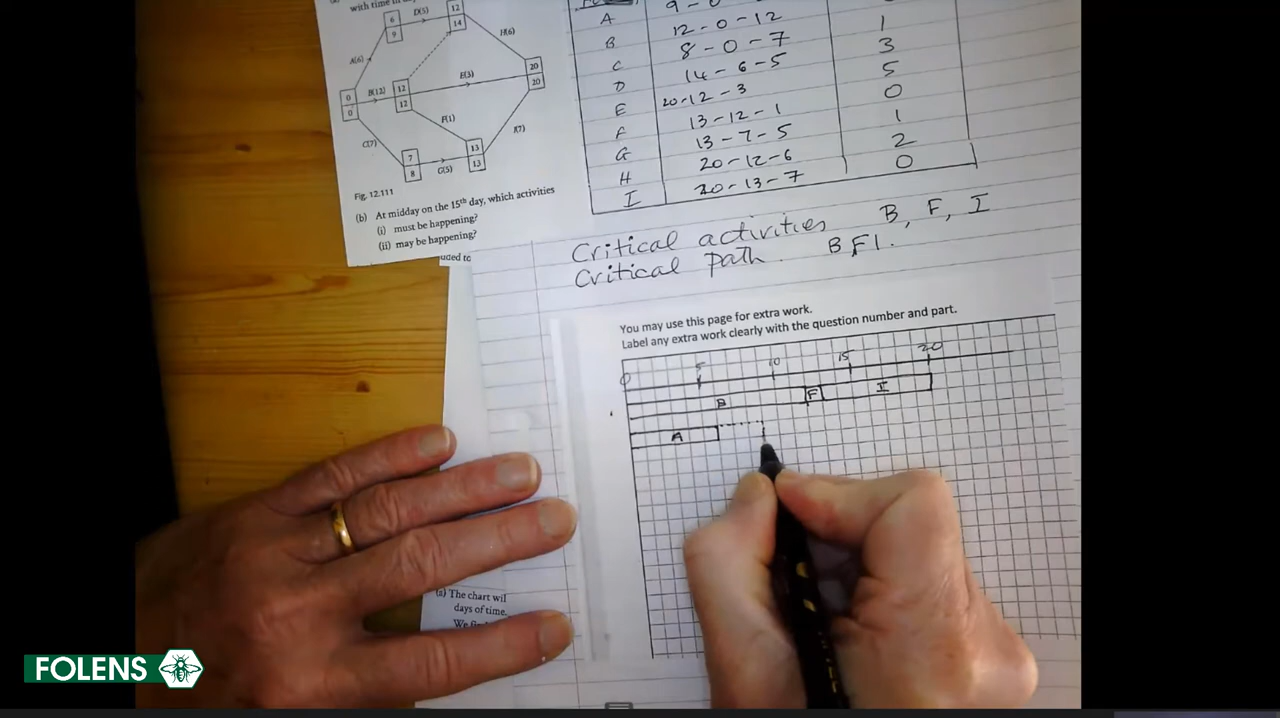 with time in
A(6)
6
9
D(5)
12
14
H(6)
0
0
B(12)
12
12
E(3)
20
20
F(1)
C(7)
7
8
G(5)
13
13
I(7)
Fig. 12.111
(b) At midday on the 15th day, which activities
(i) must be happening?
(ii) may be happening?
A 9 - 0
B 12 - 0 - 12
C 8 - 0 - 7 1
D 14 - 6 - 5 3
E 20 - 12 - 3 5
F 13 - 12 - 1 0
G 13 - 7 - 5 1
H 20 - 12 - 6 2
I 20 - 13 - 7 0
Critical activities B, F, I
Critical path. BFI.
You may use this page for extra work.
Label any extra work clearly with the question number and part.
0 5 10 15 20
B F I
A
(a) The chart wil
days of time.
FOLENS